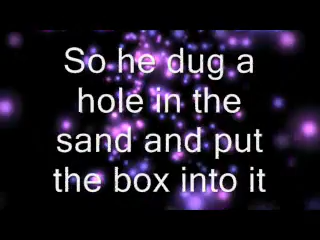 So he dug a
hole in the
sand and put
the box into it